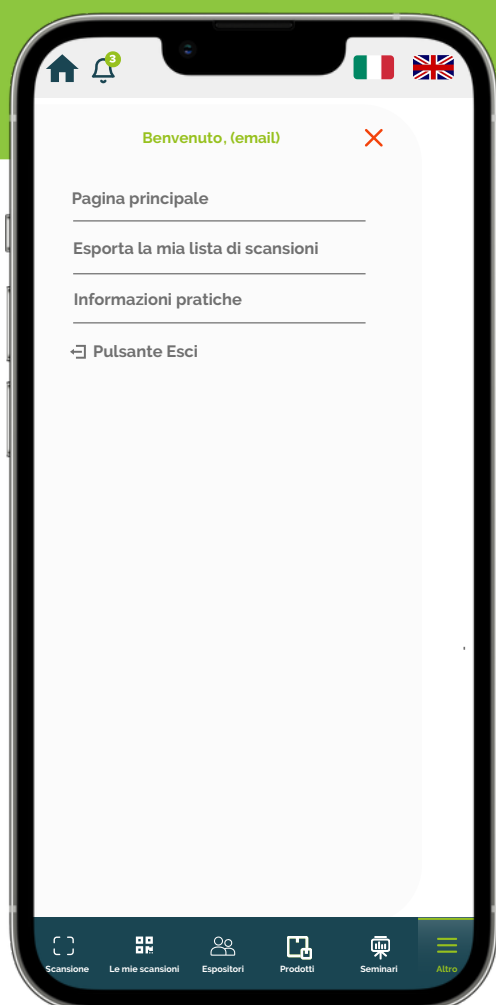 3
Benvenuto, (email)
Pagina principale
Esporta la mia lista di scansioni
Informazioni pratiche
Pulsante Esci
Scansione Le mie scansioni Espositori Prodotti Seminari Altro